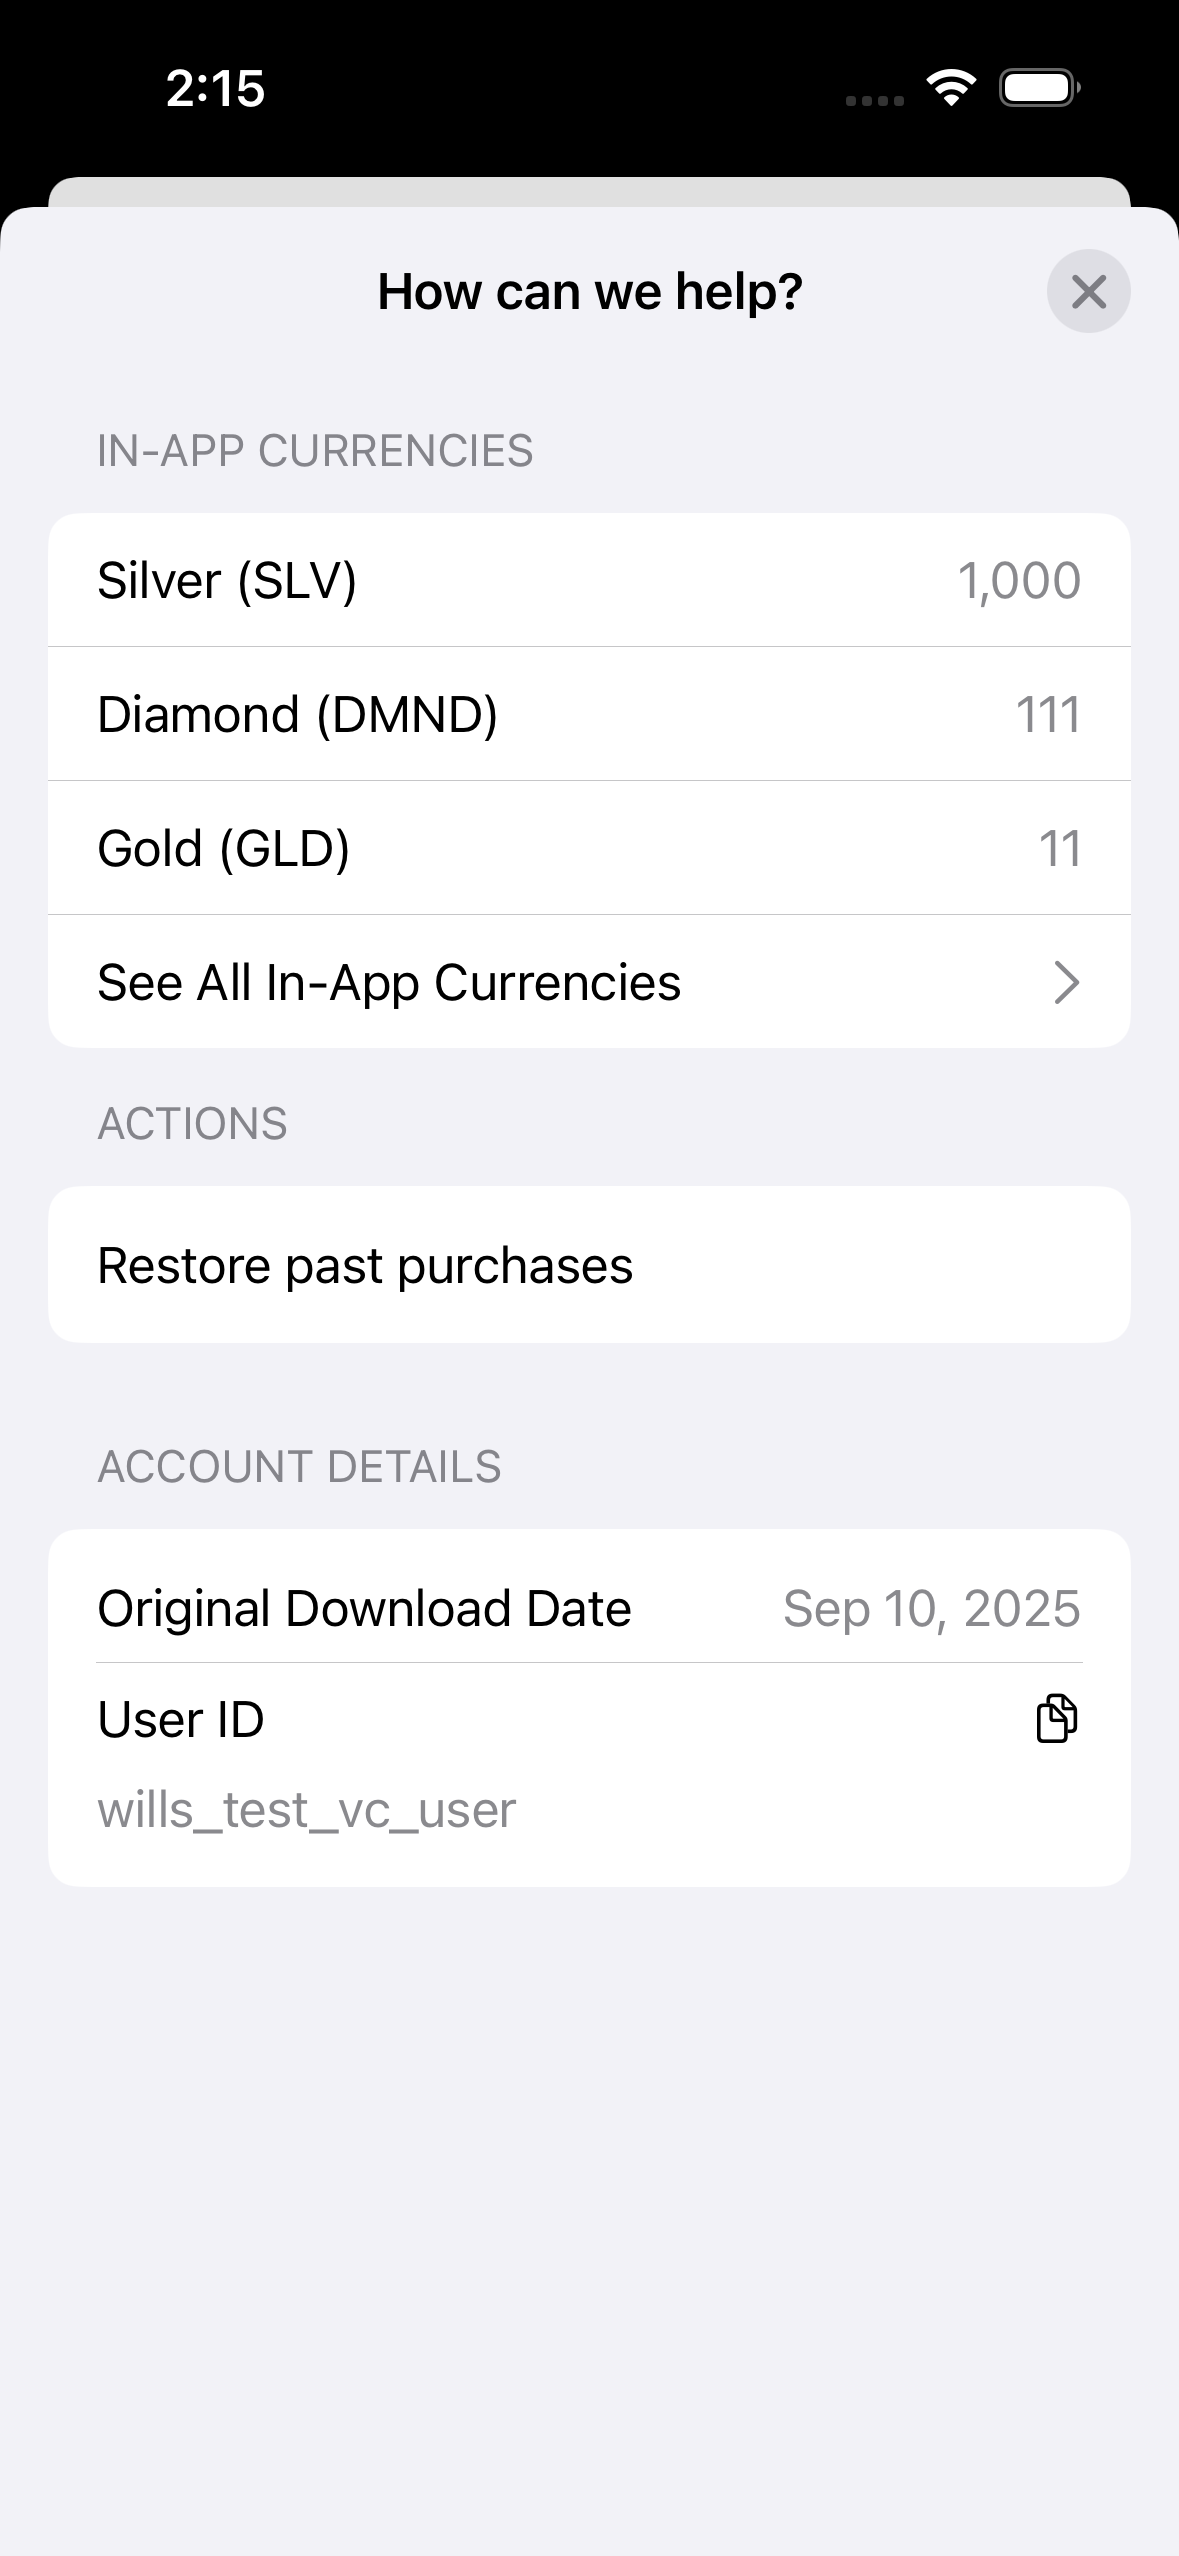 2:15
How can we help?
IN-APP CURRENCIES
Silver (SLV) 1,000
Diamond (DMND) 111
Gold (GLD) 11
See All In-App Currencies
ACTIONS
Restore past purchases
ACCOUNT DETAILS
Original Download Date Sep 10, 2025
User ID
wills_test_vc_user